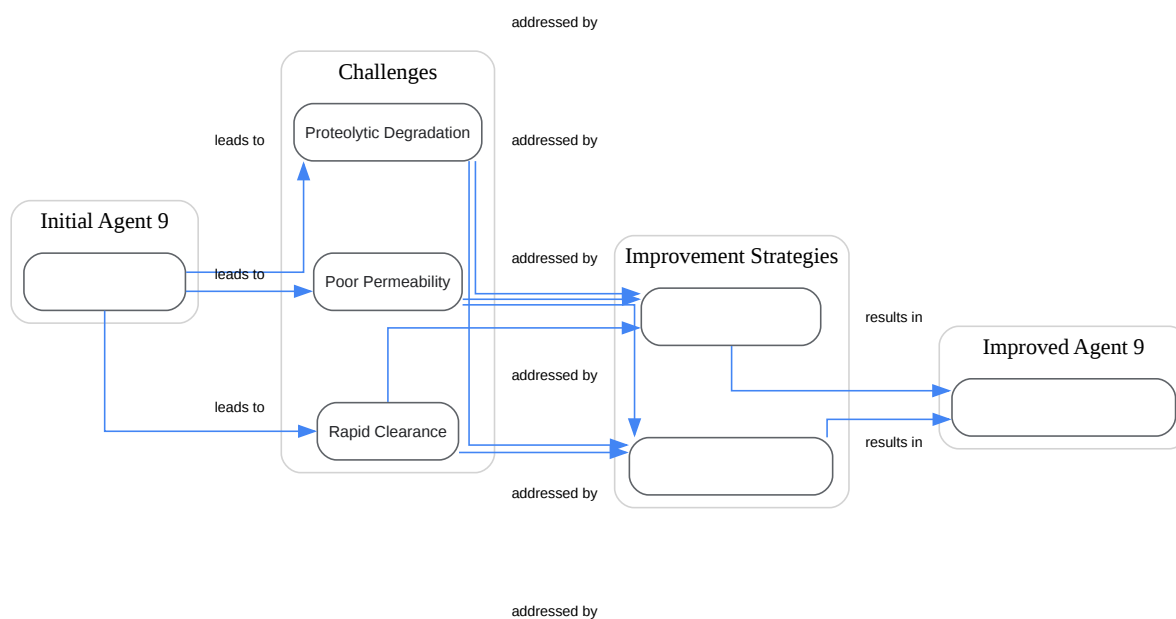 addressed by
Challenges
Proteolytic Degradation
leads to
addressed by
Initial Agent 9
leads to
Poor Permeability
addressed by
Improvement Strategies
results in
Improved Agent 9
addressed by
leads to
Rapid Clearance
results in
addressed by
addressed by